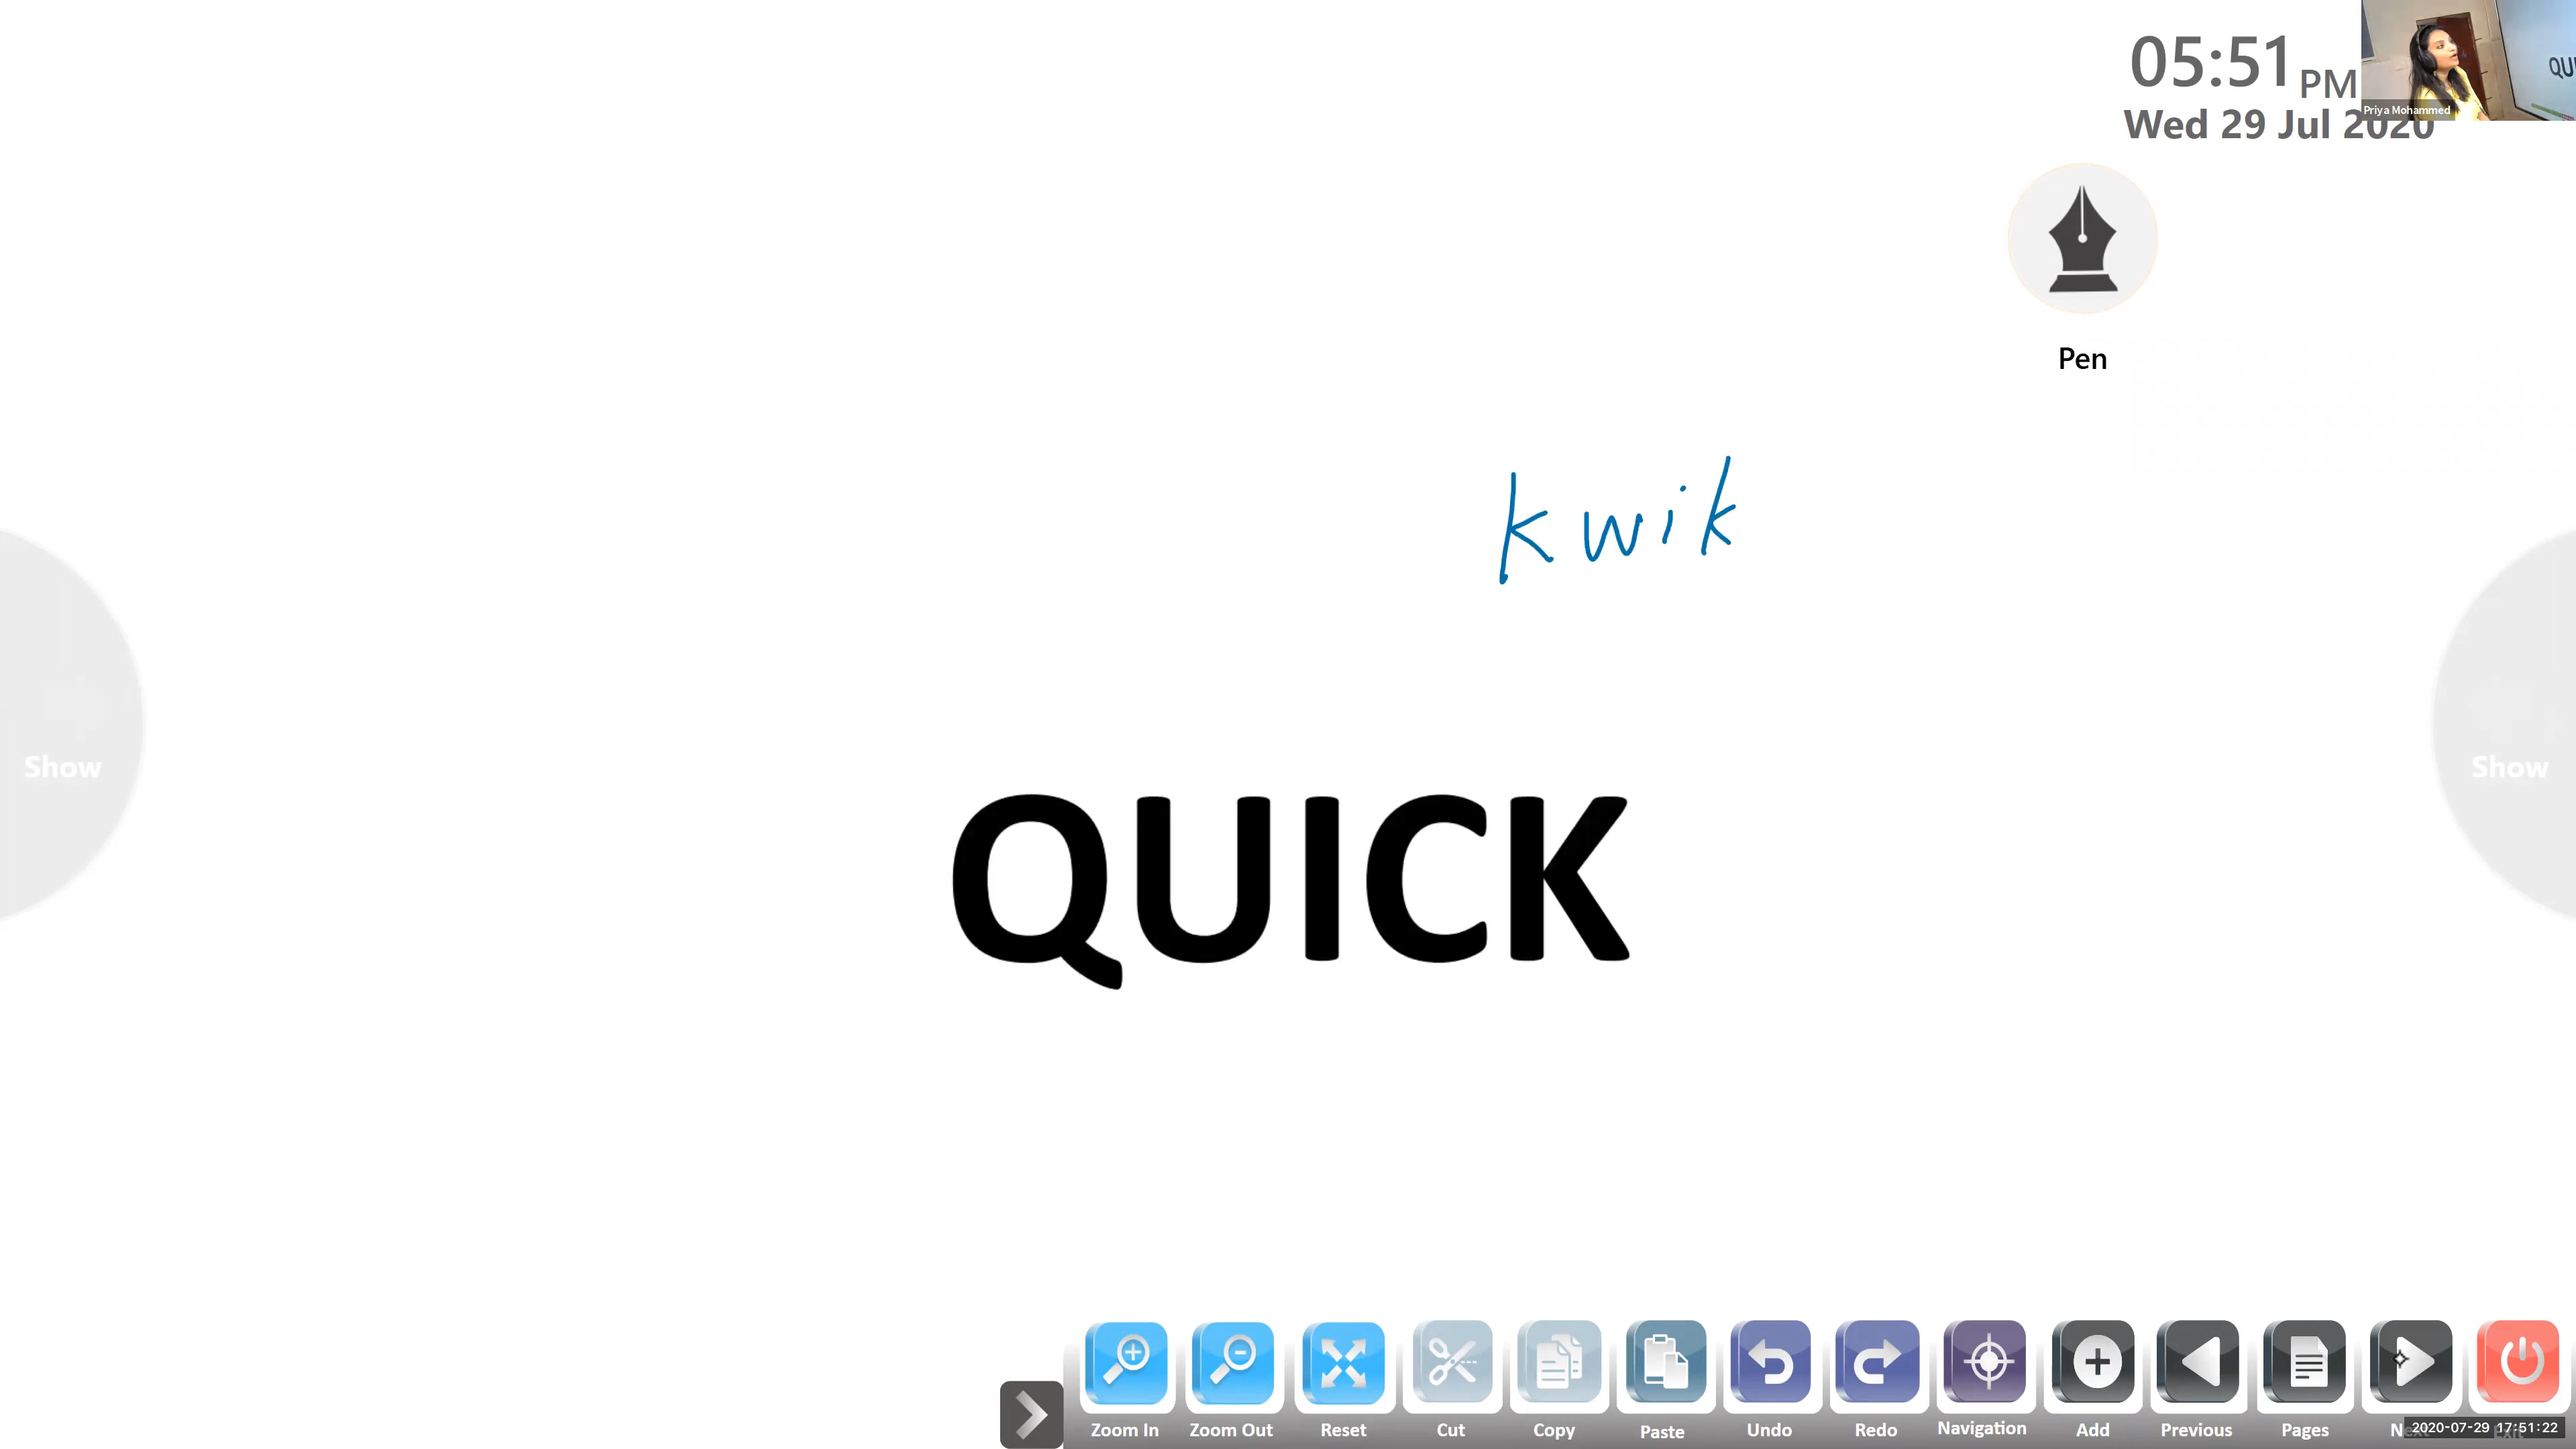 05:51 PM
Wed 29 Jul 2020
Priya Mohammed
QU
Pen
kwik
Show
Show
QUICK
Zoom In Zoom Out Reset Cut Copy Paste Undo Redo Navigation Add Previous Pages
2020-07-29 17:51:22